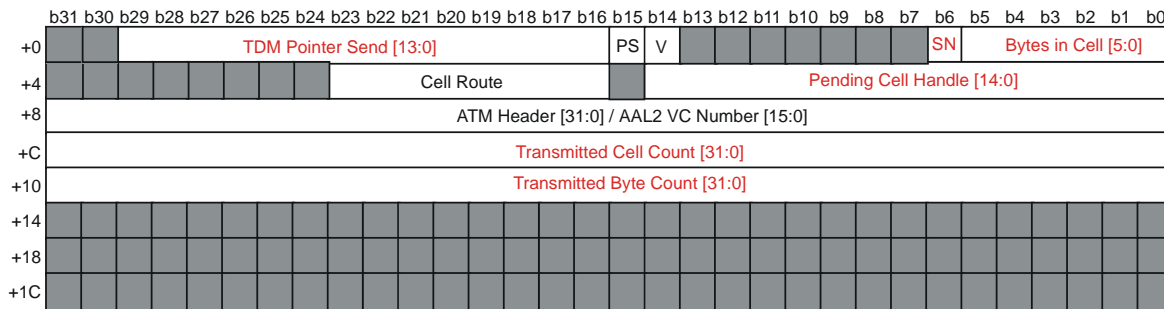 b31 b30 b29 b28 b27 b26 b25 b24 b23 b22 b21 b20 b19 b18 b17 b16 b15 b14 b13 b12 b11 b10 b9 b8 b7 b6 b5 b4 b3 b2 b1 b0
+0 TDM Pointer Send [13:0] PS V SN Bytes in Cell [5:0]
+4 Cell Route Pending Cell Handle [14:0]
+8 ATM Header [31:0] / AAL2 VC Number [15:0]
+C Transmitted Cell Count [31:0]
+10 Transmitted Byte Count [31:0]
+14
+18
+1C